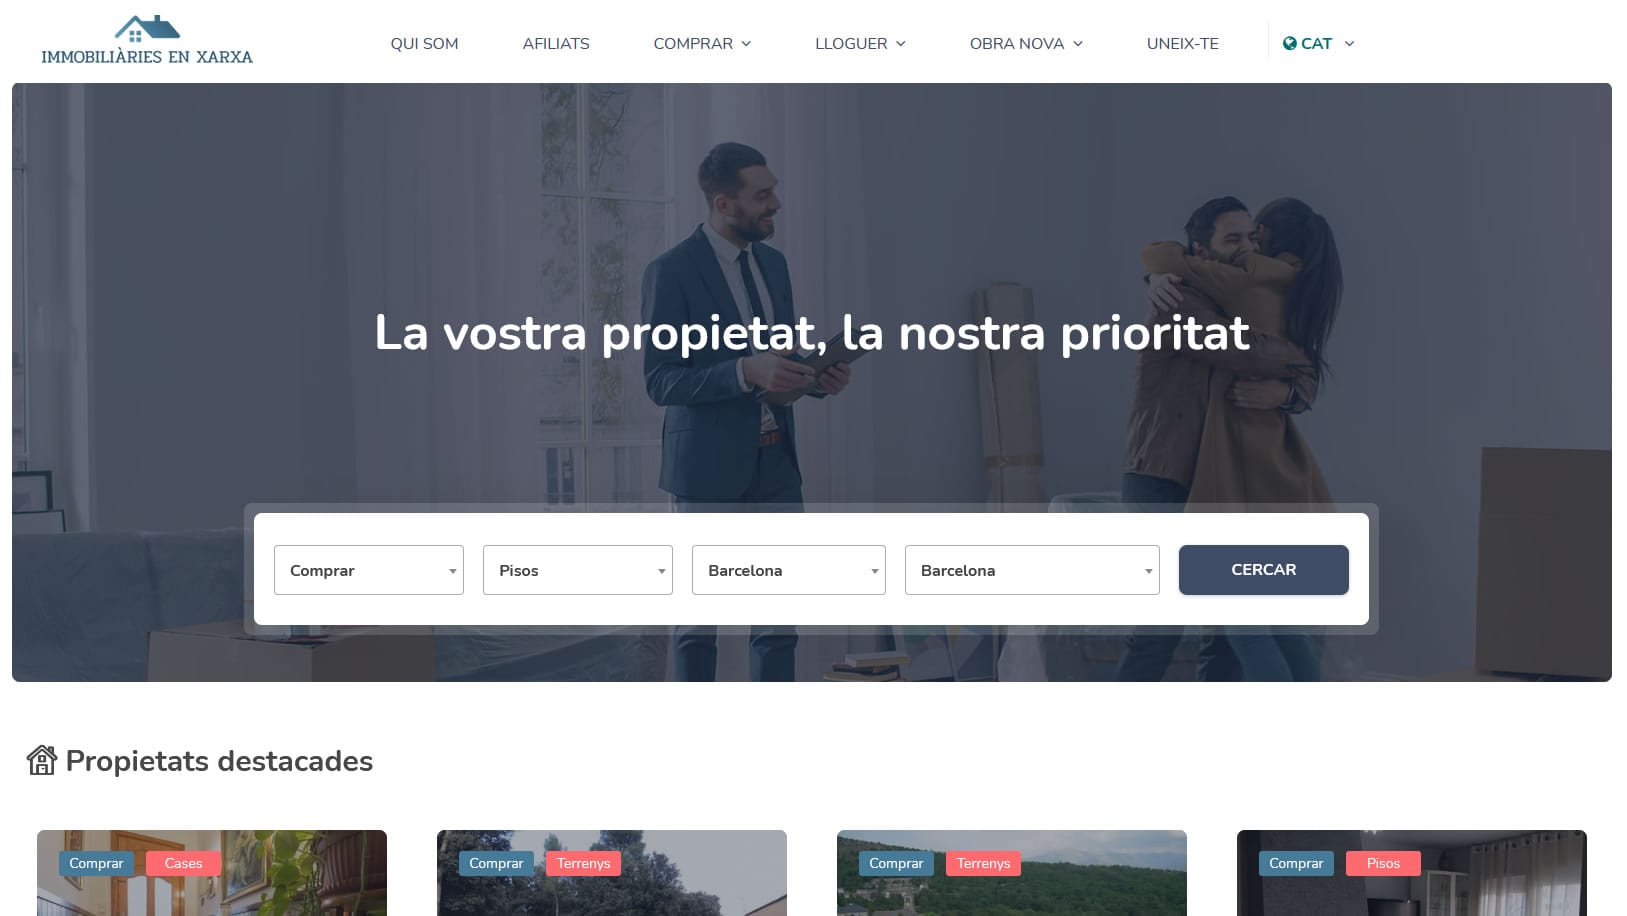 IMMOBILIÀRIES EN XARXA
QUI SOM
AFILIATS
COMPRAR
LLOGUER
OBRA NOVA
UNEIX-TE
CAT
La vostra propietat, la nostra prioritat
Comprar
Pisos
Barcelona
Barcelona
CERCAR
Propietats destacades
Comprar
Cases
Comprar
Terrenys
Comprar
Terrenys
Comprar
Pisos